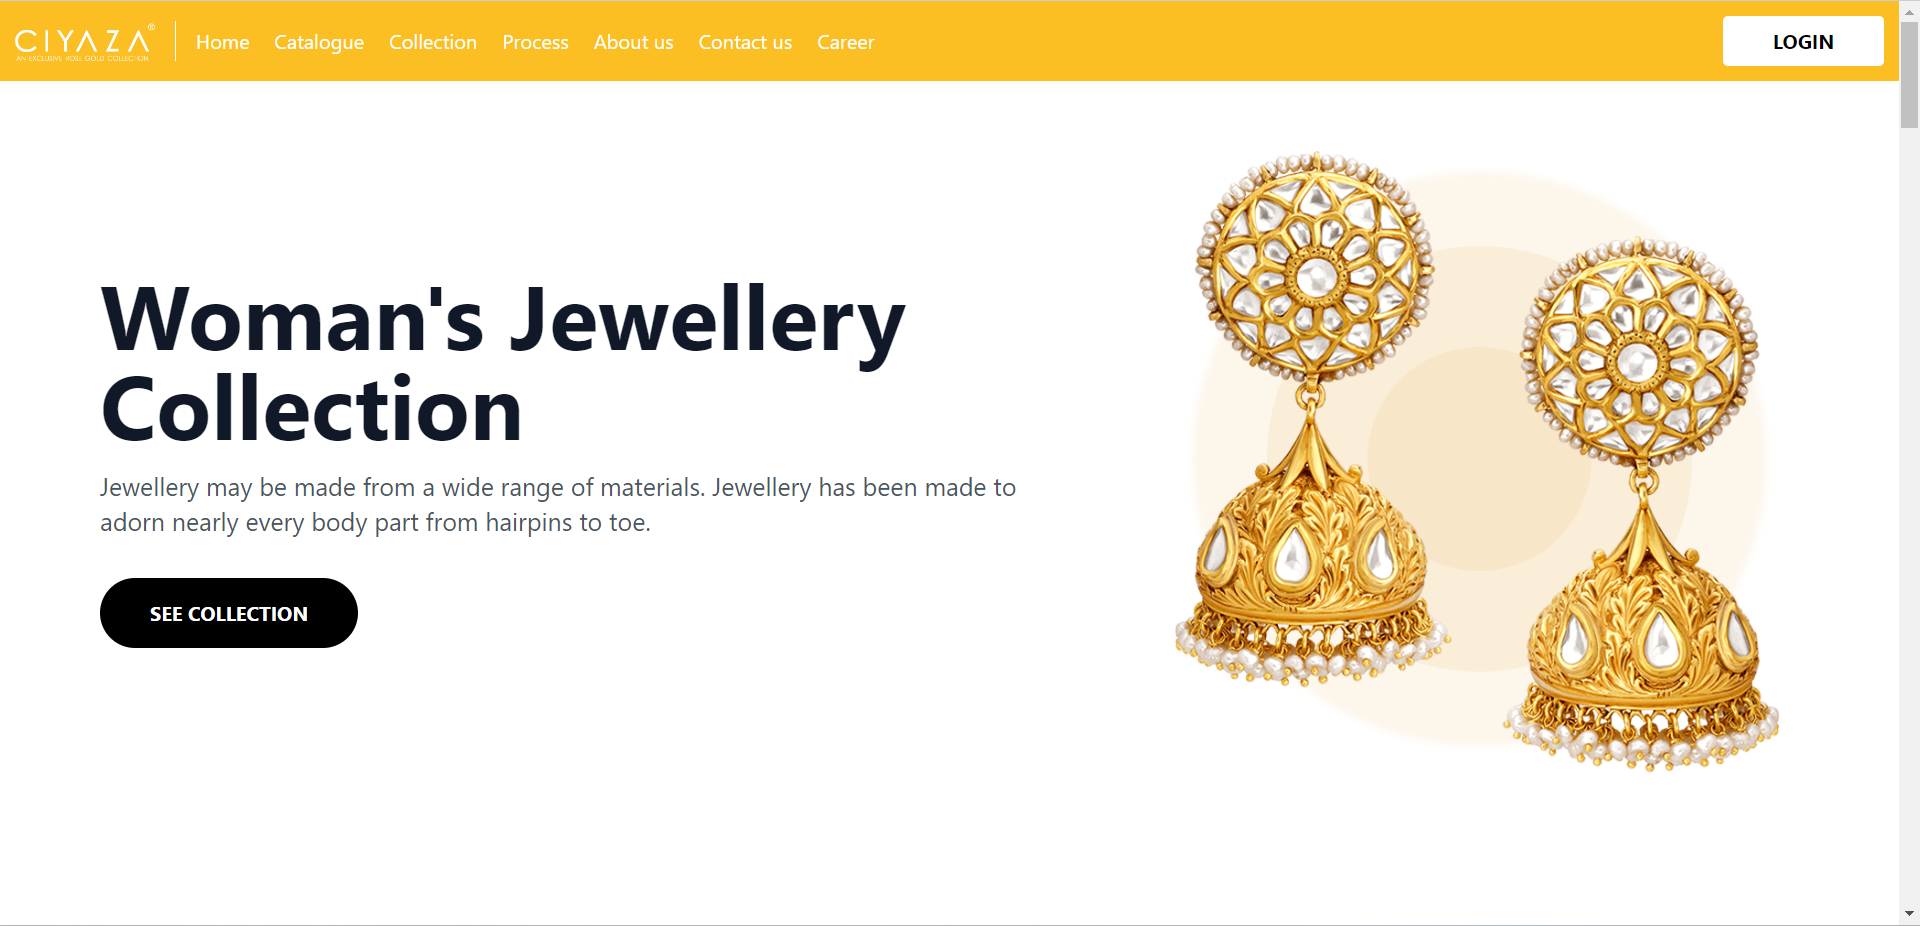 CIYAZA®
AN EXCLUSIVE ROSE GOLD COLLECTION
Home
Catalogue
Collection
Process
About us
Contact us
Career
LOGIN
Woman's Jewellery
Collection
Jewellery may be made from a wide range of materials. Jewellery has been made to
adorn nearly every body part from hairpins to toe.
SEE COLLECTION